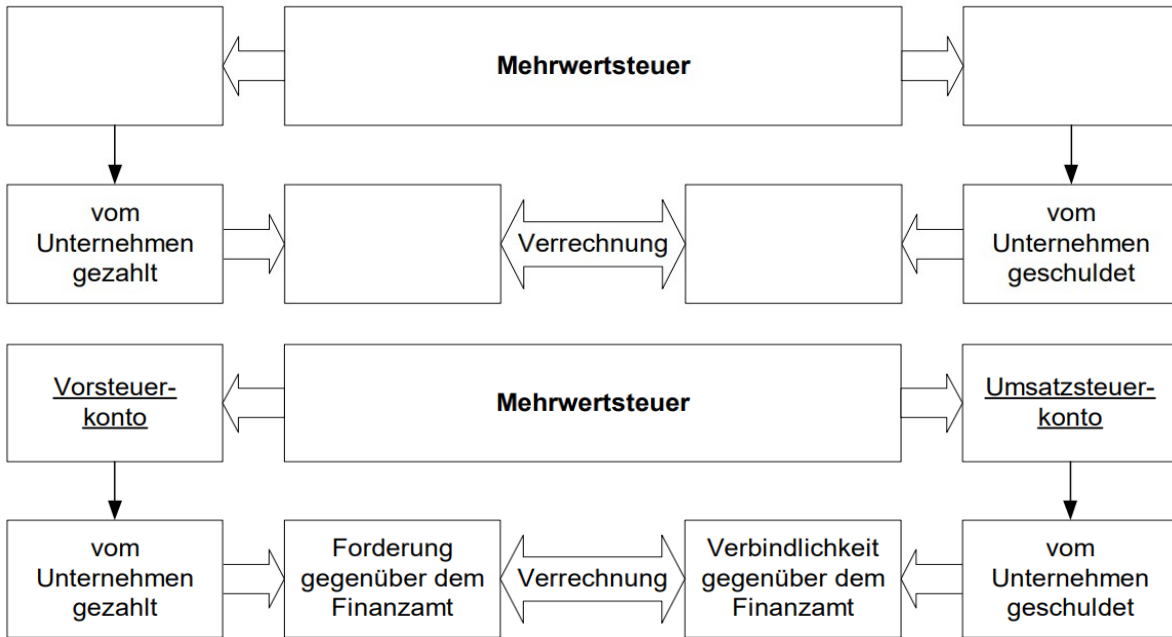 Mehrwertsteuer
vom
Unternehmen
gezahlt
Verrechnung
vom
Unternehmen
geschuldet
Vorsteuer-
konto
Mehrwertsteuer
Umsatzsteuer-
konto
vom
Unternehmen
gezahlt
Forderung
gegenüber dem
Finanzamt
Verrechnung
Verbindlichkeit
gegenüber dem
Finanzamt
vom
Unternehmen
geschuldet